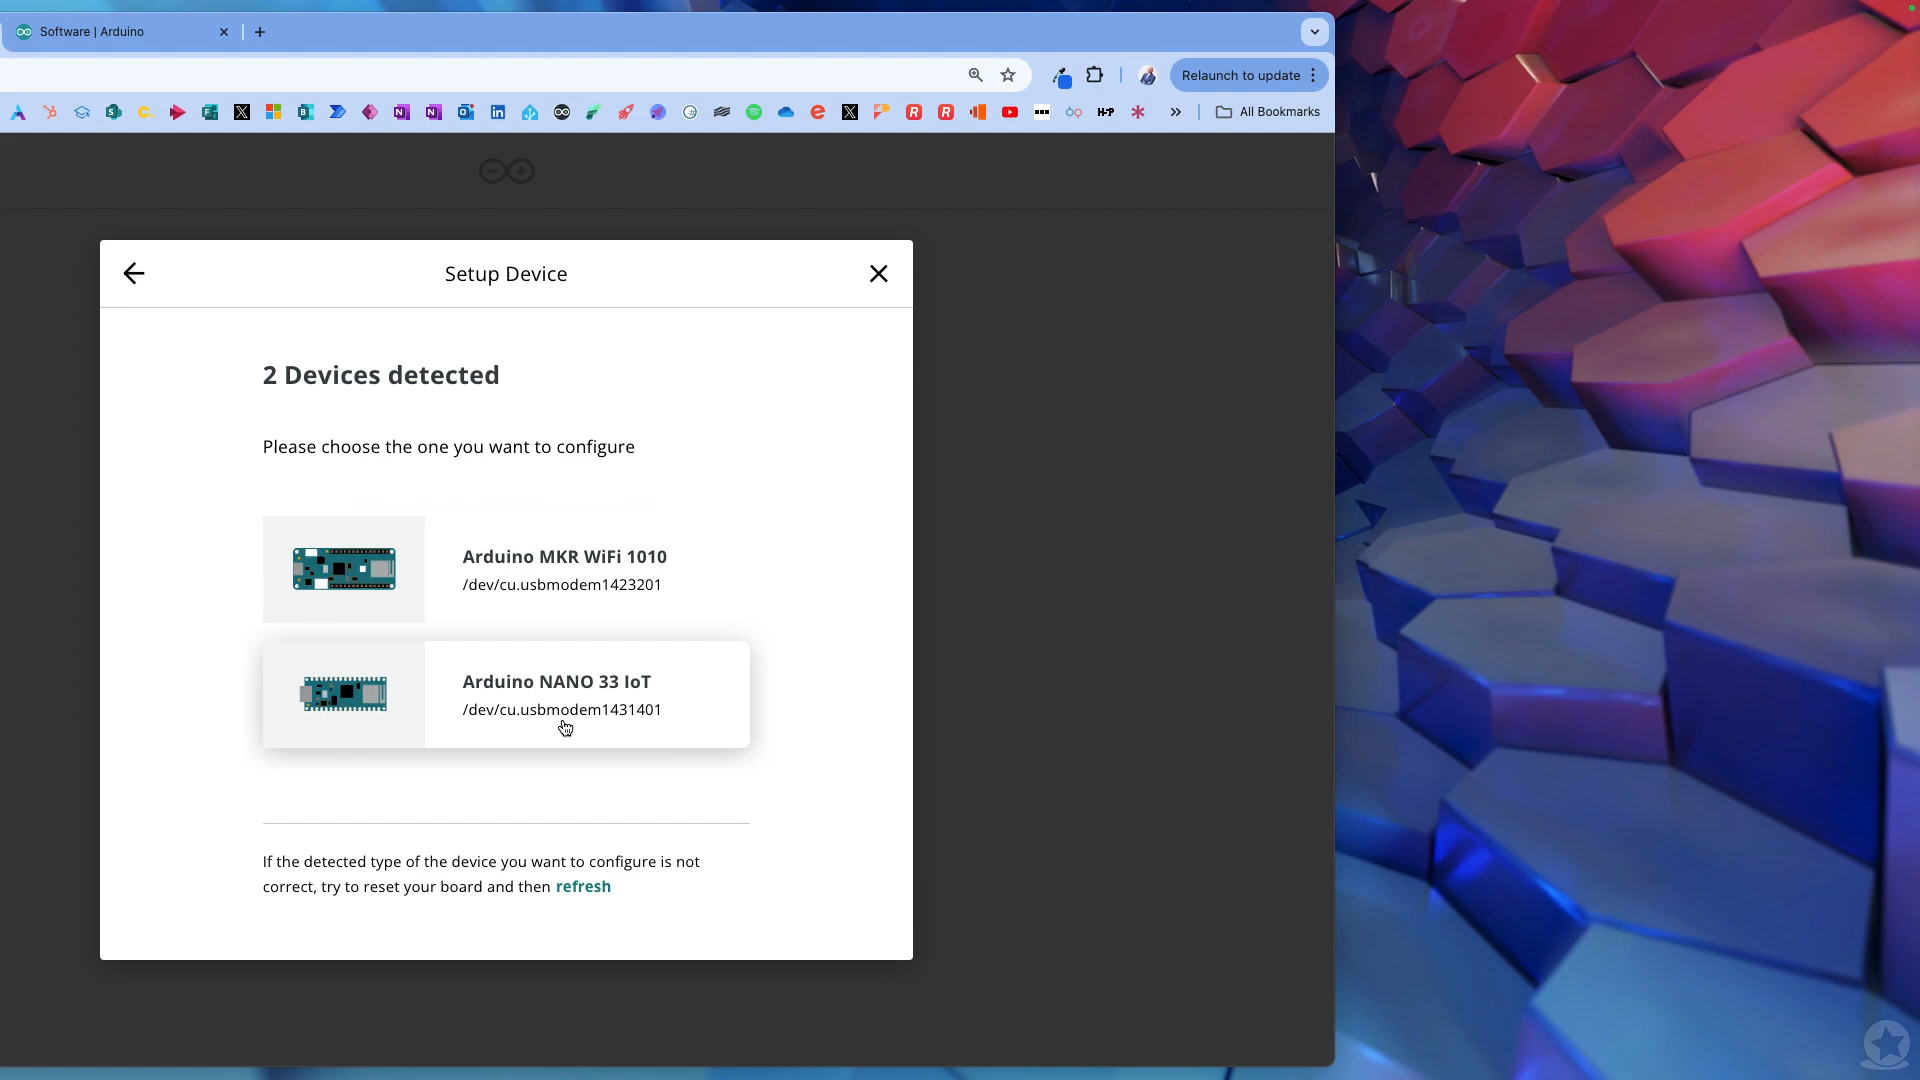 Software | Arduino
Relaunch to update
All Bookmarks
Setup Device
2 Devices detected
Please choose the one you want to configure
Arduino MKR WiFi 1010
/dev/cu.usbmodem1423201
Arduino NANO 33 IoT
/dev/cu.usbmodem1431401
If the detected type of the device you want to configure is not
correct, try to reset your board and then refresh